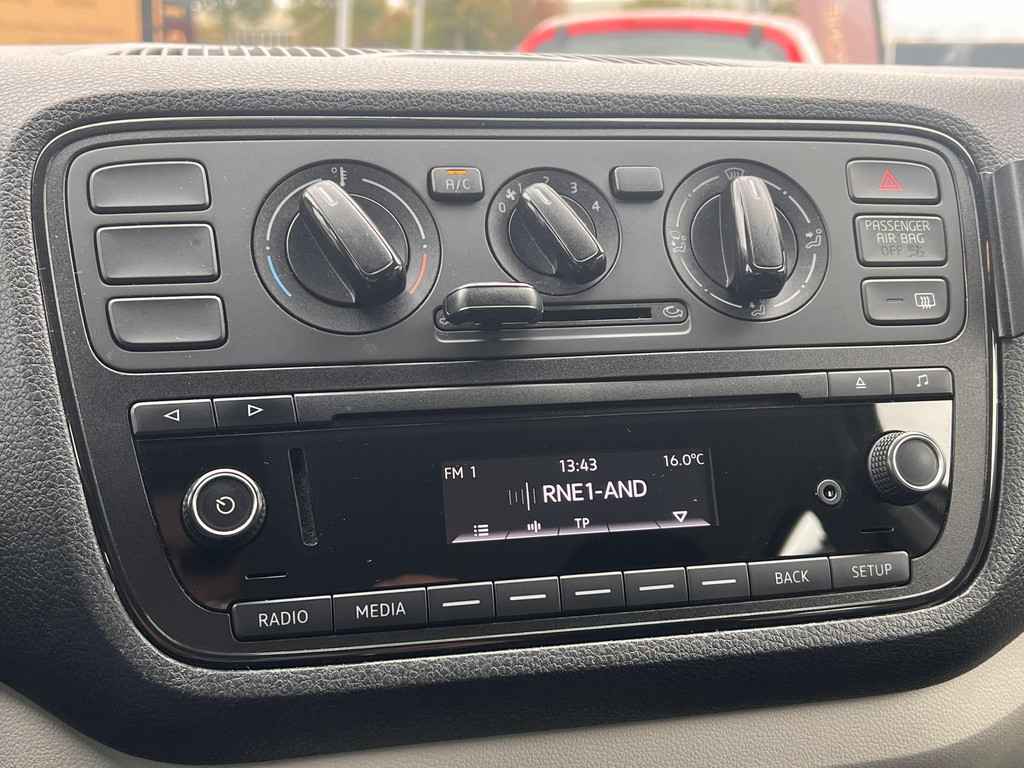 A/C
0 1 2 3 4
PASSENGER
AIR BAG
OFF
FM 1 13:43 16.0°C
RNE1-AND
TP
RADIO MEDIA BACK SETUP